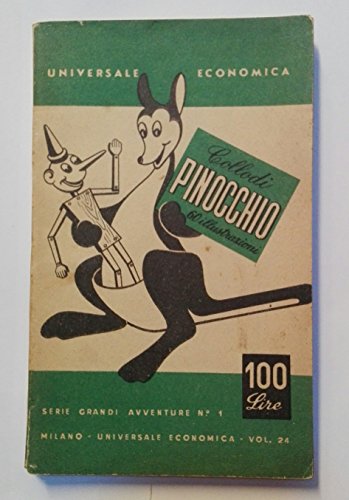 UNIVERSALE ECONOMICA
Collodi
PINOCCHIO
60 illustrazioni
100
Lire
SERIE GRANDI AVVENTURE N° 1
MILANO - UNIVERSALE ECONOMICA - VOL. 24